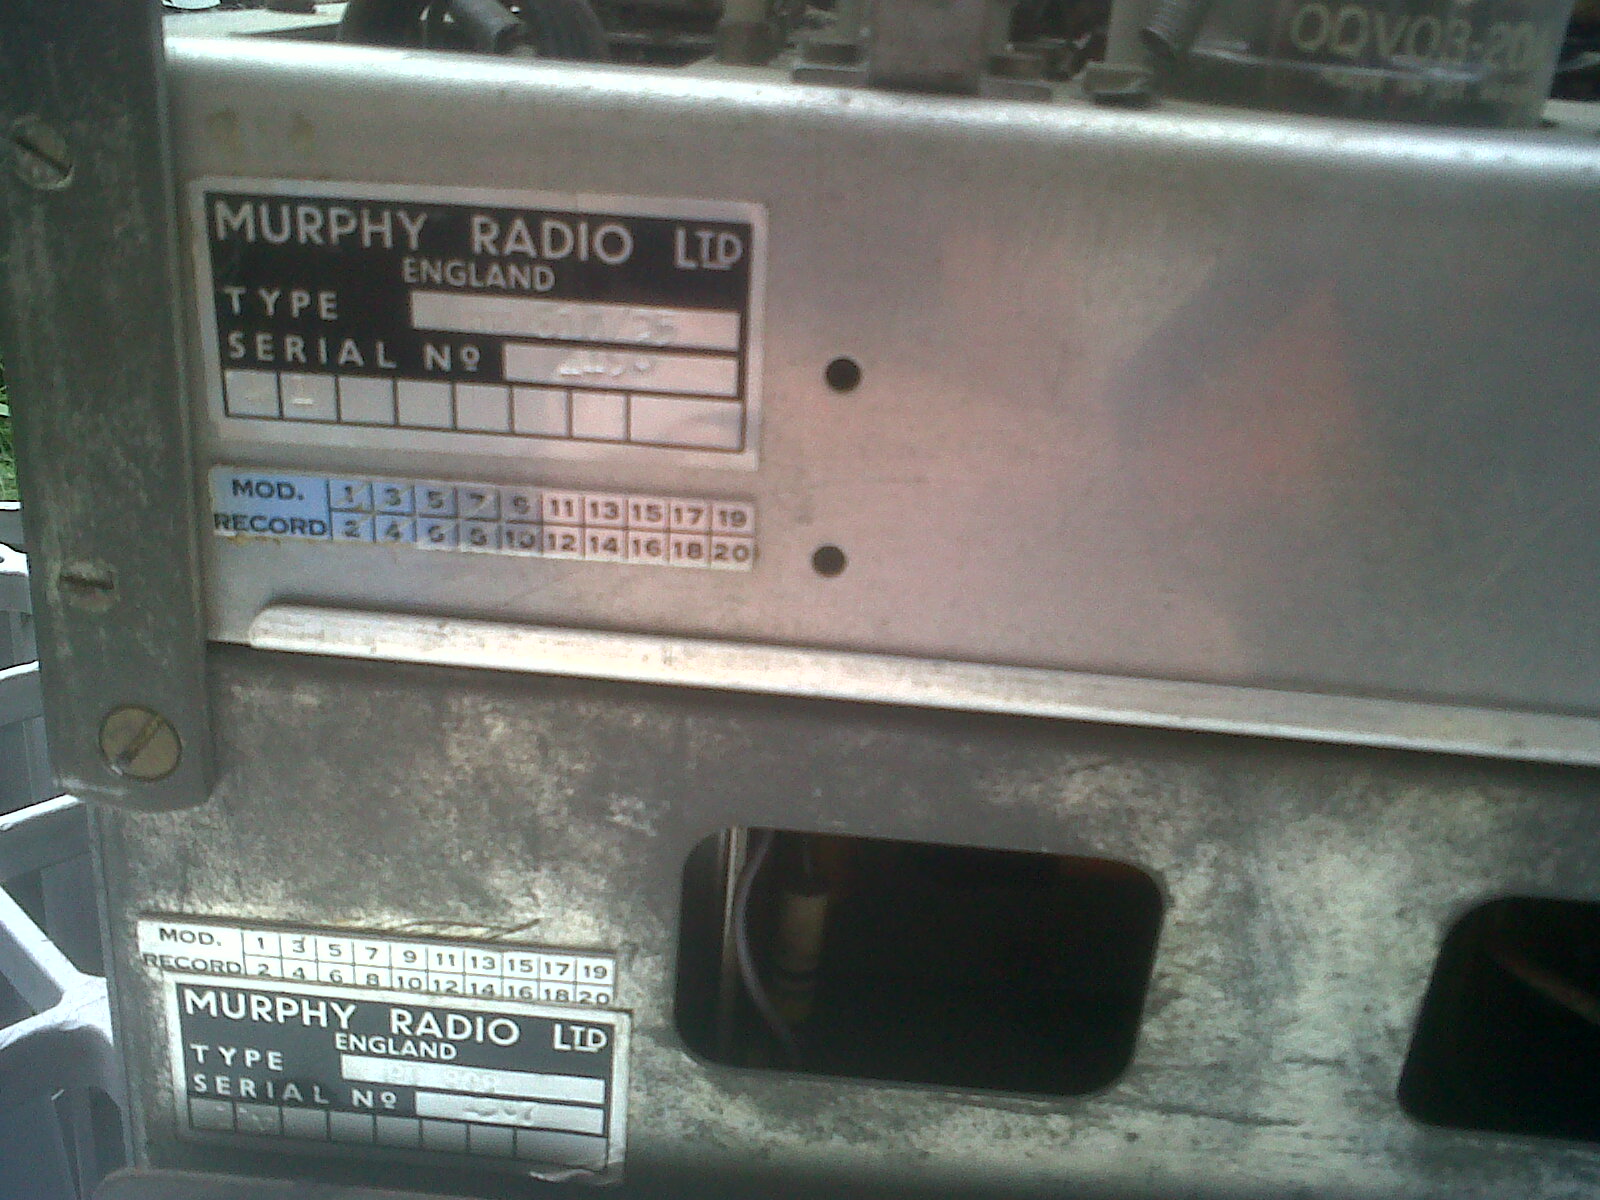 QQV03-20
MURPHY RADIO LTD
ENGLAND
TYPE
SERIAL Nº
MOD. 1 3 5 7 9 11 13 15 17 19
RECORD 2 4 6 8 10 12 14 16 18 20
MOD. 1 3 5 7 9 11 13 15 17 19
RECORD 2 4 6 8 10 12 14 16 18 20
MURPHY RADIO LTD
ENGLAND
TYPE
SERIAL Nº